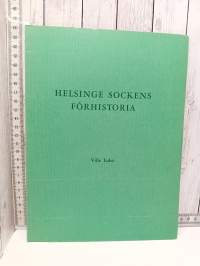 HELSINGE SOCKENS
FÖRHISTORIA
Ville Luho